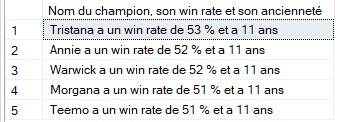 Nom du champion, son win rate et son ancienneté
1 Tristana a un win rate de 53 % et a 11 ans
2 Annie a un win rate de 52 % et a 11 ans
3 Warwick a un win rate de 52 % et a 11 ans
4 Morgana a un win rate de 51 % et a 11 ans
5 Teemo a un win rate de 51 % et a 11 ans